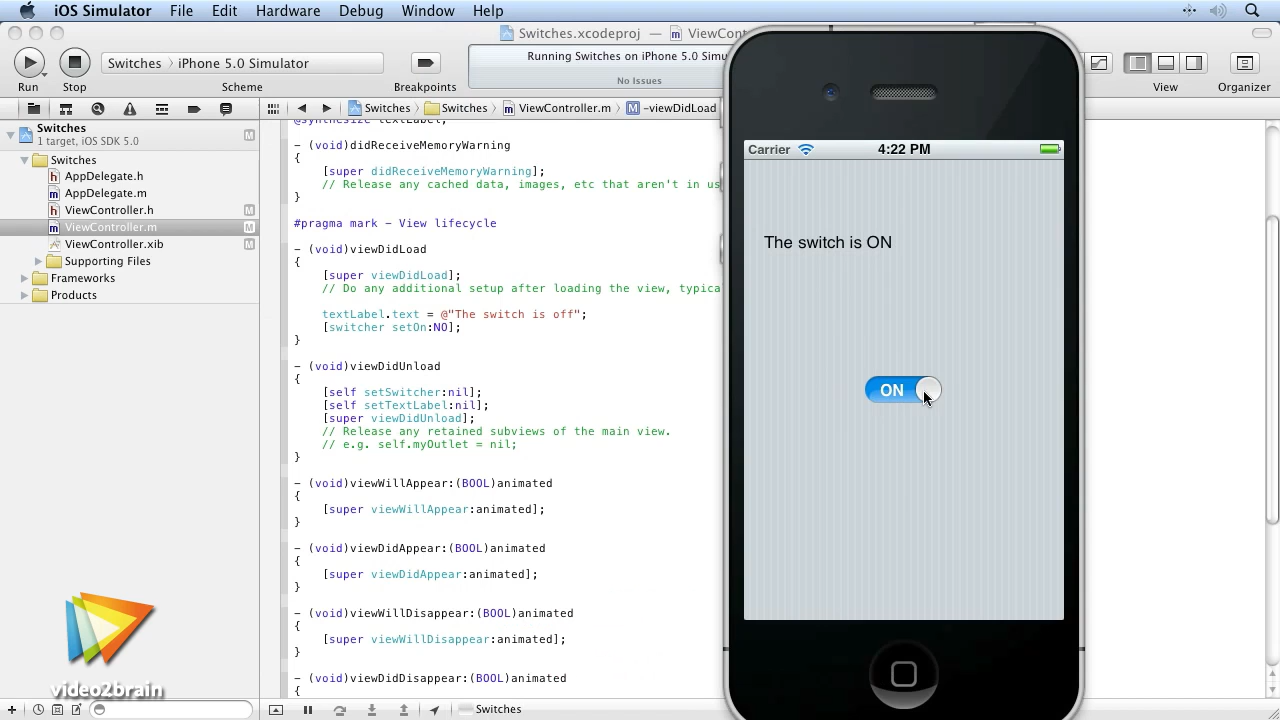 iOS Simulator File Edit Hardware Debug Window Help
Switches.xcodeproj — ViewCont
Switches iPhone 5.0 Simulator
Running Switches on iPhone 5.0 Simu
No Issues
Run Stop Scheme Breakpoints View Organizer
Switches Switches ViewController.m M -viewDidLoad
Switches M
1 target, iOS SDK 5.0
Switches
h AppDelegate.h
m AppDelegate.m
h ViewController.h M
m ViewController.m M
ViewController.xib M
Supporting Files
Frameworks
Products
@synthesize textLabel;
- (void)didReceiveMemoryWarning
{
[super didReceiveMemoryWarning];
// Release any cached data, images, etc that aren't in us
}
#pragma mark - View lifecycle
- (void)viewDidLoad
{
[super viewDidLoad];
// Do any additional setup after loading the view, typica
textLabel.text = @"The switch is off";
[switcher setOn:NO];
}
- (void)viewDidUnload
{
[self setSwitcher:nil];
[self setTextLabel:nil];
[super viewDidUnload];
// Release any retained subviews of the main view.
// e.g. self.myOutlet = nil;
}
- (void)viewWillAppear:(BOOL)animated
{
[super viewWillAppear:animated];
}
- (void)viewDidAppear:(BOOL)animated
{
[super viewDidAppear:animated];
}
- (void)viewWillDisappear:(BOOL)animated
{
[super viewWillDisappear:animated];
}
- (void)viewDidDisappear:(BOOL)animated
{
Carrier 4:22 PM
The switch is ON
ON
video2brain
Switches